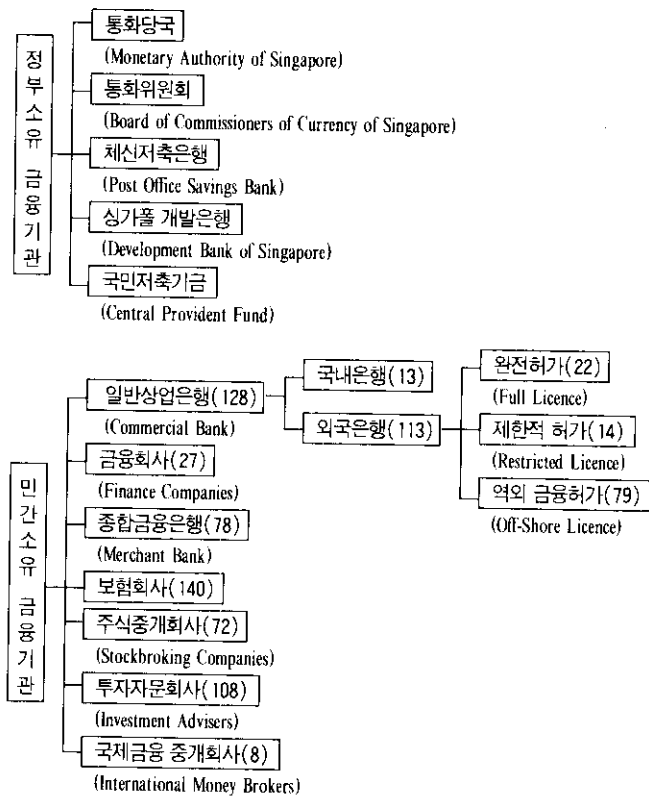 정부소유 금융기관
통화당국
(Monetary Authority of Singapore)
통화위원회
(Board of Commissioners of Currency of Singapore)
체신저축은행
(Post Office Savings Bank)
싱가폴 개발은행
(Development Bank of Singapore)
국민저축기금
(Central Provident Fund)
민간소유 금융기관
일반상업은행(128)
(Commercial Bank)
국내은행(13)
외국은행(113)
완전허가(22)
(Full Licence)
제한적 허가(14)
(Restricted Licence)
역외 금융허가(79)
(Off-Shore Licence)
금융회사(27)
(Finance Companies)
종합금융은행(78)
(Merchant Bank)
보험회사(140)
주식중개회사(72)
(Stockbroking Companies)
투자자문회사(108)
(Investment Advisers)
국제금융 중개회사(8)
(International Money Brokers)